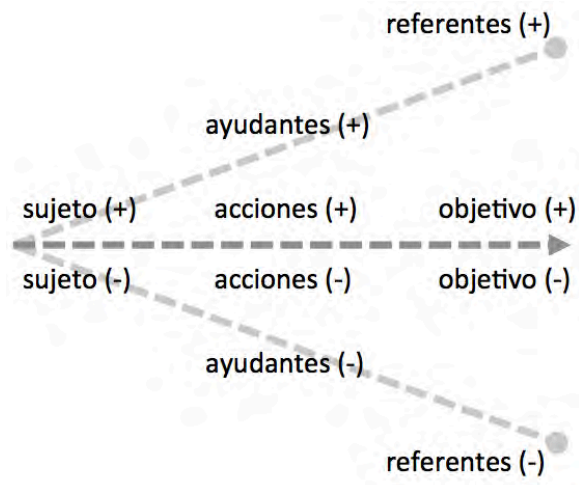 referentes (+)
ayudantes (+)
sujeto (+) acciones (+) objetivo (+)
sujeto (-) acciones (-) objetivo (-)
ayudantes (-)
referentes (-)